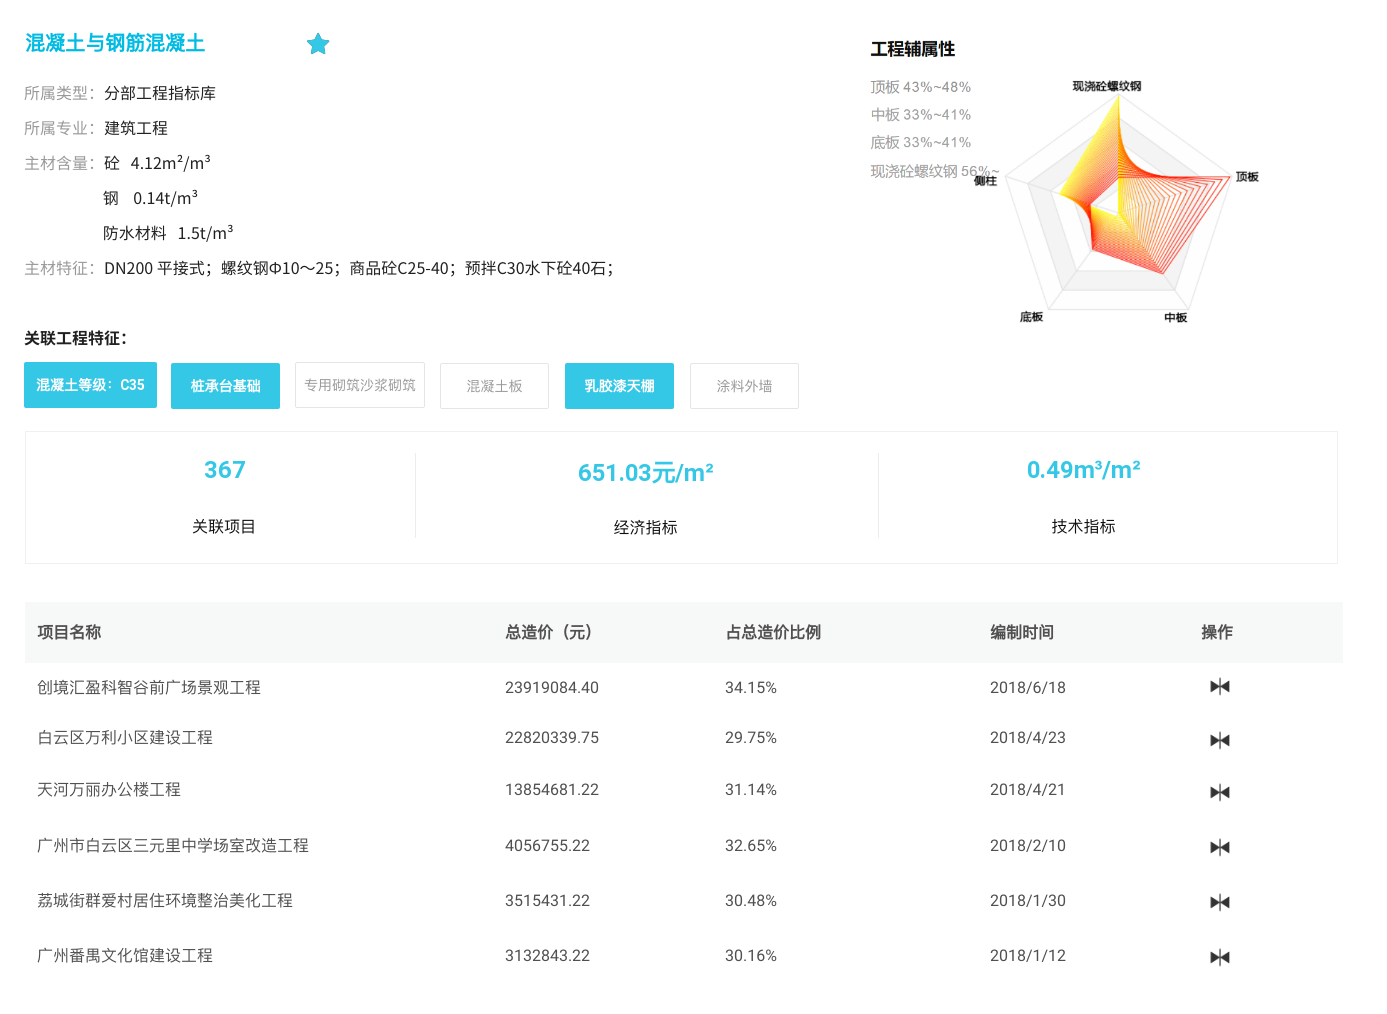 混凝土与钢筋混凝土
所属类型：分部工程指标库
所属专业：建筑工程
主材含量：砼 4.12m²/m³
钢 0.14t/m³
防水材料 1.5t/m³
主材特征：DN200 平接式；螺纹钢Φ10～25；商品砼C25-40；预拌C30水下砼40石；
工程辅属性
顶板 43%~48%
中板 33%~41%
底板 33%~41%
现浇砼螺纹钢 56%~
现浇砼螺纹钢
顶板
中板
底板
侧柱
关联工程特征：
混凝土等级：C35 桩承台基础 专用砌筑沙浆砌筑 混凝土板 乳胶漆天棚 涂料外墙
367 651.03元/m² 0.49m³/m²
关联项目 经济指标 技术指标
项目名称 总造价（元） 占总造价比例 编制时间 操作
创境汇盈科智谷前广场景观工程 23919084.40 34.15% 2018/6/18
白云区万利小区建设工程 22820339.75 29.75% 2018/4/23
天河万丽办公楼工程 13854681.22 31.14% 2018/4/21
广州市白云区三元里中学场室改造工程 4056755.22 32.65% 2018/2/10
荔城街群爱村居住环境整治美化工程 3515431.22 30.48% 2018/1/30
广州番禺文化馆建设工程 3132843.22 30.16% 2018/1/12